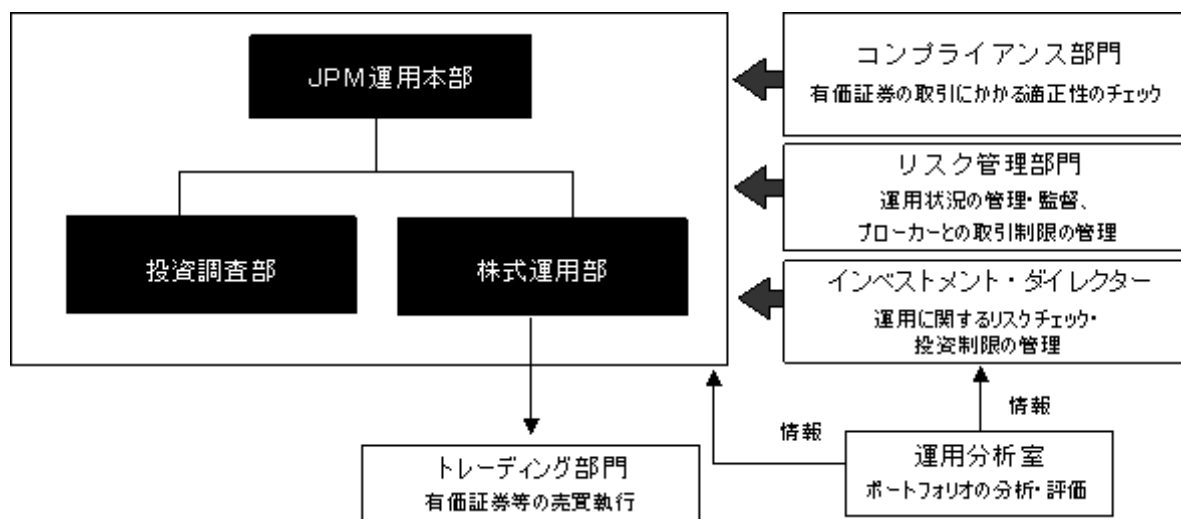 JPM運用本部
投資調査部
株式運用部
コンプライアンス部門
有価証券の取引にかかる適正性のチェック
リスク管理部門
運用状況の管理・監督、
ブローカーとの取引制限の管理
インベストメント・ダイレクター
運用に関するリスクチェック・
投資制限の管理
情報
情報
トレーディング部門
有価証券等の売買執行
運用分析室
ポートフォリオの分析・評価